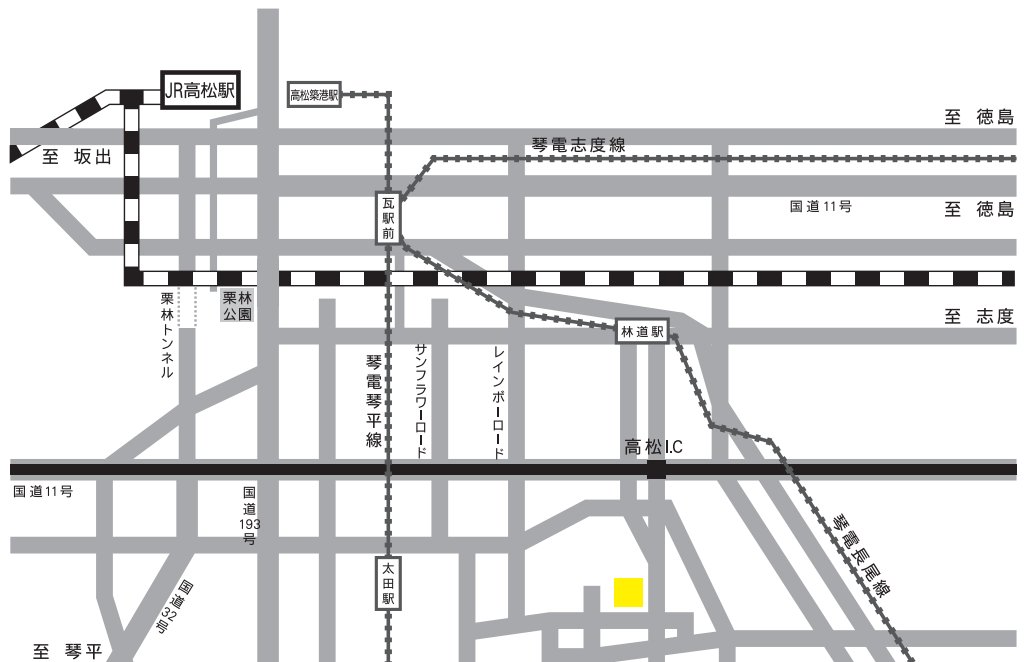 JR高松駅
高松築港駅
至 徳島
琴電志度線
至 坂出
瓦
駅
前
国道11号
至 徳島
栗林トンネル
栗林
公園
至 志度
林道駅
琴電琴平線
サンフラワーロード
レインボーロード
高松I.C
国道11号
国道193号
琴電長尾線
太田駅
国道32号
至 琴平